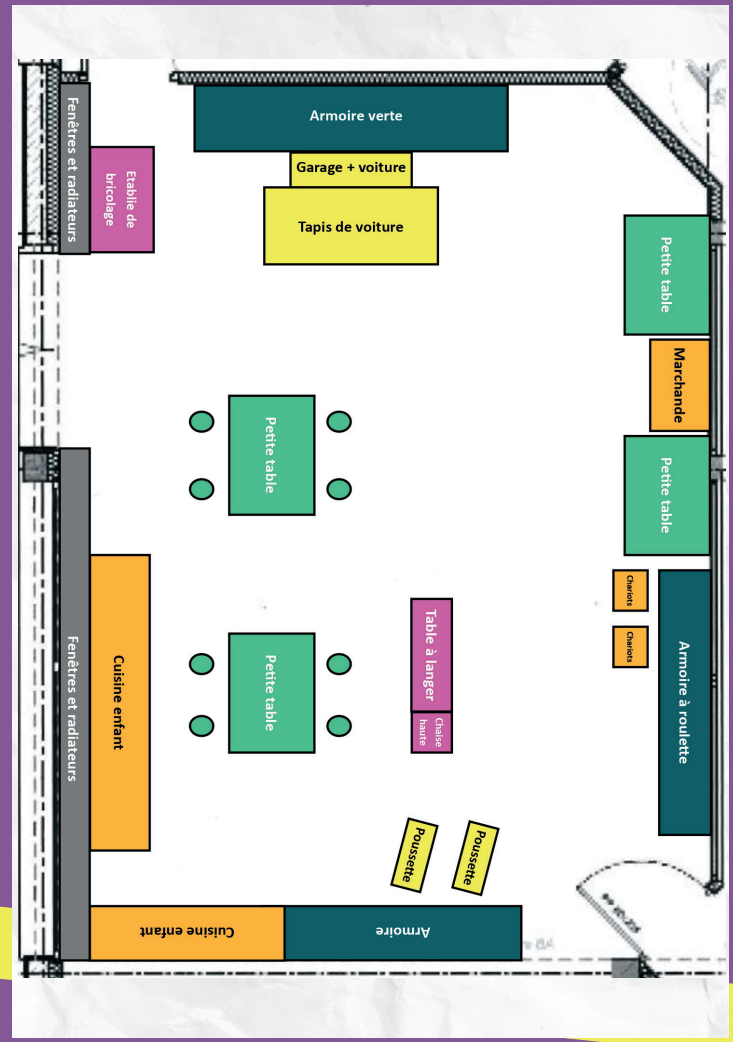 Armoire verte
Fenêtres et radiateurs
Etablie de
bricolage
Garage + voiture
Tapis de voiture
Petite table
Marchande
Petite table
Petite table
Chariots
Chariots
Armoire à roulette
Table à langer
Chaise
haute
Petite table
Cuisine enfant
Fenêtres et radiateurs
Poussette
Poussette
Cuisine enfant
Armoire